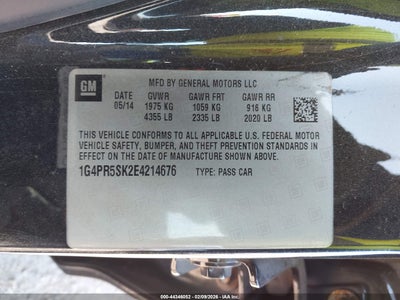 GM
MFD BY GENERAL MOTORS LLC
DATE GVWR GAWR FRT GAWR RR
05/14 1975 KG 1059 KG 916 KG
4355 LB 2335 LB 2020 LB
THIS VEHICLE CONFORMS TO ALL APPLICABLE U.S. FEDERAL MOTOR
VEHICLE SAFETY, BUMPER, AND THEFT PREVENTION STANDARDS IN
EFFECT ON THE DATE OF MANUFACTURE SHOWN ABOVE.
1G4PR5SK2E4214676 TYPE: PASS CAR
000-44346052 - 02/09/2026 -